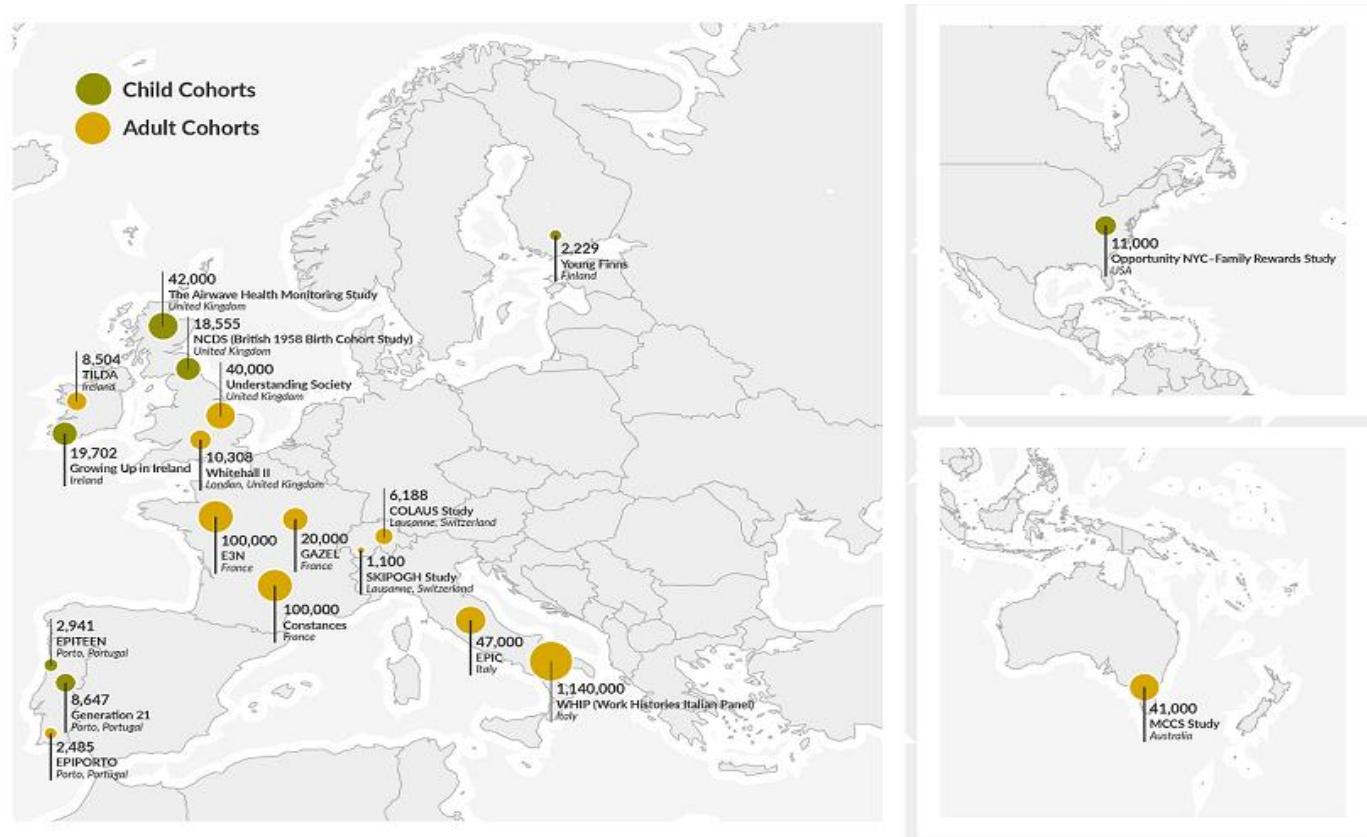 Child Cohorts
Adult Cohorts
2,229
Young Finns
Finland
42,000
The Airwave Health Monitoring Study
United Kingdom
18,555
NCDS (British 1958 Birth Cohort Study)
United Kingdom
8,504
TILDA
Ireland
40,000
Understanding Society
United Kingdom
19,702
Growing Up in Ireland
Ireland
10,308
Whitehall II
London, United Kingdom
6,188
COLAUS Study
Lausanne, Switzerland
100,000
E3N
France
20,000
GAZEL
France
1,100
SKIPOGH Study
Lausanne, Switzerland
100,000
Constances
France
2,941
EPITEEN
Porto, Portugal
47,000
EPIC
Italy
8,647
Generation 21
Porto, Portugal
1,140,000
WHIP (Work Histories Italian Panel)
Italy
2,485
EPIPORTO
Porto, Portugal
11,000
Opportunity NYC–Family Rewards Study
USA
41,000
MCCS Study
Australia